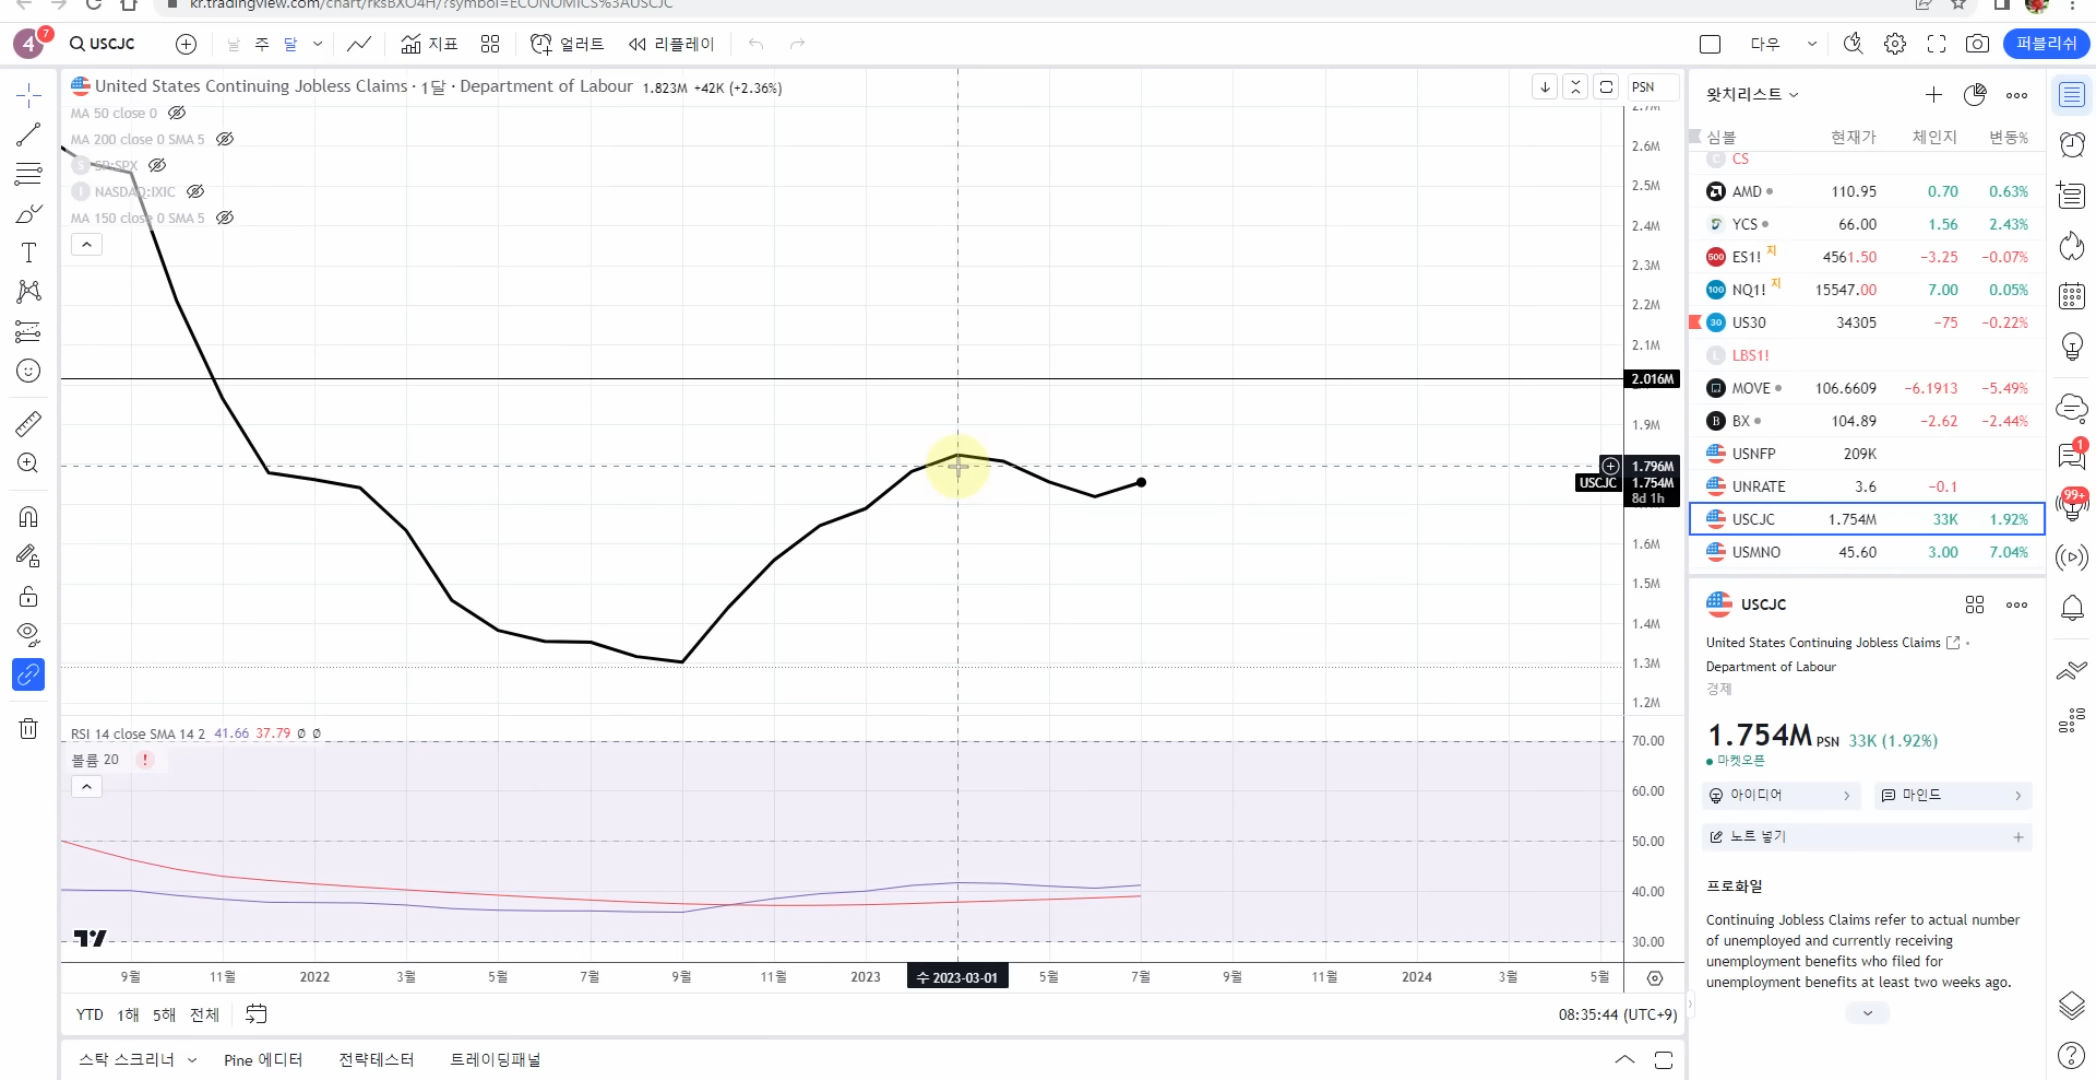 kr.tradingview.com/chart/rksBXO4H/?symbol=ECONOMICS%3AUSCJC
4 7 USCJC 날 주 달 지표 얼러트 리플레이 다우 퍼블리쉬
United States Continuing Jobless Claims · 1달 · Department of Labour 1.823M +42K (+2.36%) PSN
MA 50 close 0
MA 200 close 0 SMA 5
S SP:SPX
I NASDAQ:IXIC
MA 150 close 0 SMA 5
2.7M
2.6M
2.5M
2.4M
2.3M
2.2M
2.1M
2.016M
1.9M
1.796M
USCJC 1.754M
8d 1h
1.6M
1.5M
1.4M
1.3M
1.2M
RSI 14 close SMA 14 2 41.66 37.79 Ø Ø
볼륨 20 !
70.00
60.00
50.00
40.00
30.00
9월 11월 2022 3월 5월 7월 9월 11월 2023 수 2023-03-01 5월 7월 9월 11월 2024 3월 5월
YTD 1해 5해 전체 08:35:44 (UTC+9)
스탁 스크리너 Pine 에디터 전략테스터 트레이딩패널
왓치리스트
심볼 현재가 체인지 변동%
C CS
AMD 110.95 0.70 0.63%
YCS 66.00 1.56 2.43%
500 ES1! 지 4561.50 −3.25 −0.07%
100 NQ1! 지 15547.00 7.00 0.05%
30 US30 34305 −75 −0.22%
L LBS1!
MOVE 106.6609 −6.1913 −5.49%
B BX 104.89 −2.62 −2.44%
USNFP 209K
UNRATE 3.6 −0.1
USCJC 1.754M 33K 1.92%
USMNO 45.60 3.00 7.04%
USCJC
United States Continuing Jobless Claims ·
Department of Labour
경제
1.754M PSN 33K (1.92%)
마켓오픈
아이디어 마인드
노트 넣기
프로화일
Continuing Jobless Claims refer to actual number
of unemployed and currently receiving
unemployment benefits who filed for
unemployment benefits at least two weeks ago.
1
99+